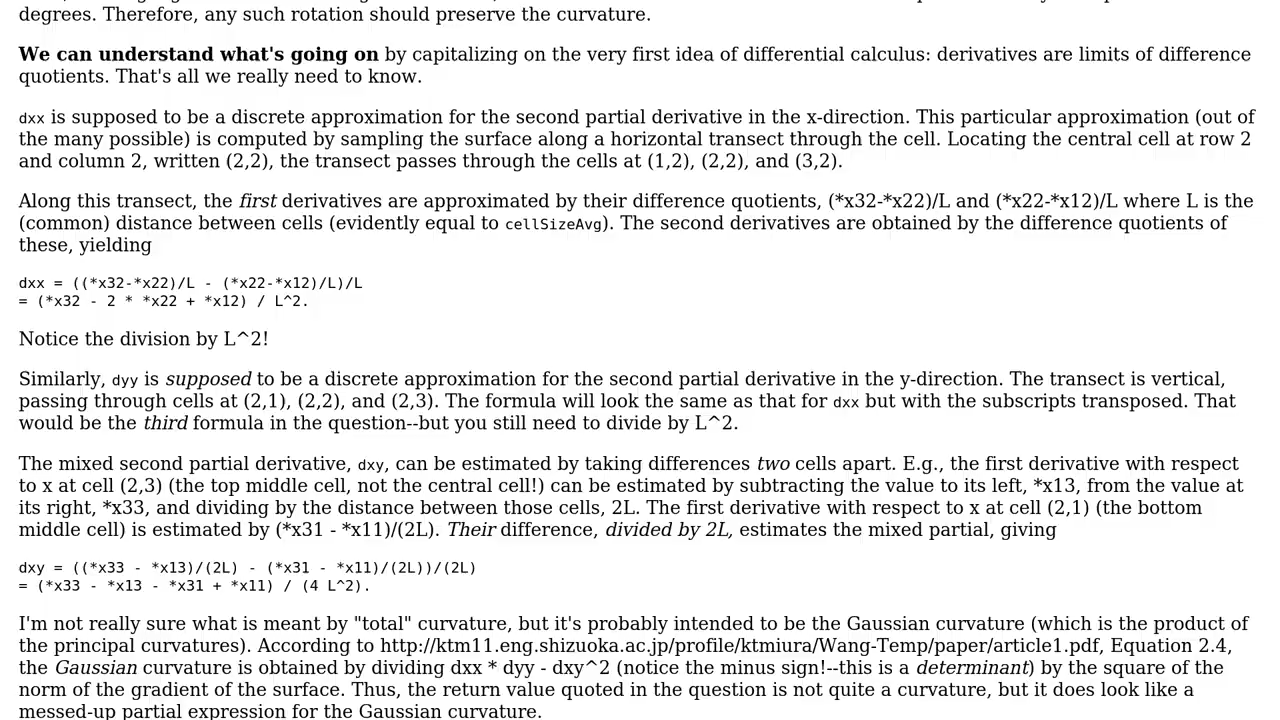 degrees. Therefore, any such rotation should preserve the curvature.
We can understand what's going on by capitalizing on the very first idea of differential calculus: derivatives are limits of difference
quotients. That's all we really need to know.
dxx is supposed to be a discrete approximation for the second partial derivative in the x-direction. This particular approximation (out of
the many possible) is computed by sampling the surface along a horizontal transect through the cell. Locating the central cell at row 2
and column 2, written (2,2), the transect passes through the cells at (1,2), (2,2), and (3,2).
Along this transect, the first derivatives are approximated by their difference quotients, (*x32-*x22)/L and (*x22-*x12)/L where L is the
(common) distance between cells (evidently equal to cellSizeAvg). The second derivatives are obtained by the difference quotients of
these, yielding
dxx = ((*x32-*x22)/L - (*x22-*x12)/L)/L
= (*x32 - 2 * *x22 + *x12) / L^2.
Notice the division by L^2!
Similarly, dyy is supposed to be a discrete approximation for the second partial derivative in the y-direction. The transect is vertical,
passing through cells at (2,1), (2,2), and (2,3). The formula will look the same as that for dxx but with the subscripts transposed. That
would be the third formula in the question--but you still need to divide by L^2.
The mixed second partial derivative, dxy, can be estimated by taking differences two cells apart. E.g., the first derivative with respect
to x at cell (2,3) (the top middle cell, not the central cell!) can be estimated by subtracting the value to its left, *x13, from the value at
its right, *x33, and dividing by the distance between those cells, 2L. The first derivative with respect to x at cell (2,1) (the bottom
middle cell) is estimated by (*x31 - *x11)/(2L). Their difference, divided by 2L, estimates the mixed partial, giving
dxy = ((*x33 - *x13)/(2L) - (*x31 - *x11)/(2L))/(2L)
= (*x33 - *x13 - *x31 + *x11) / (4 L^2).
I'm not really sure what is meant by "total" curvature, but it's probably intended to be the Gaussian curvature (which is the product of
the principal curvatures). According to http://ktm11.eng.shizuoka.ac.jp/profile/ktmiura/Wang-Temp/paper/article1.pdf, Equation 2.4,
the Gaussian curvature is obtained by dividing dxx * dyy - dxy^2 (notice the minus sign!--this is a determinant) by the square of the
norm of the gradient of the surface. Thus, the return value quoted in the question is not quite a curvature, but it does look like a
messed-up partial expression for the Gaussian curvature.